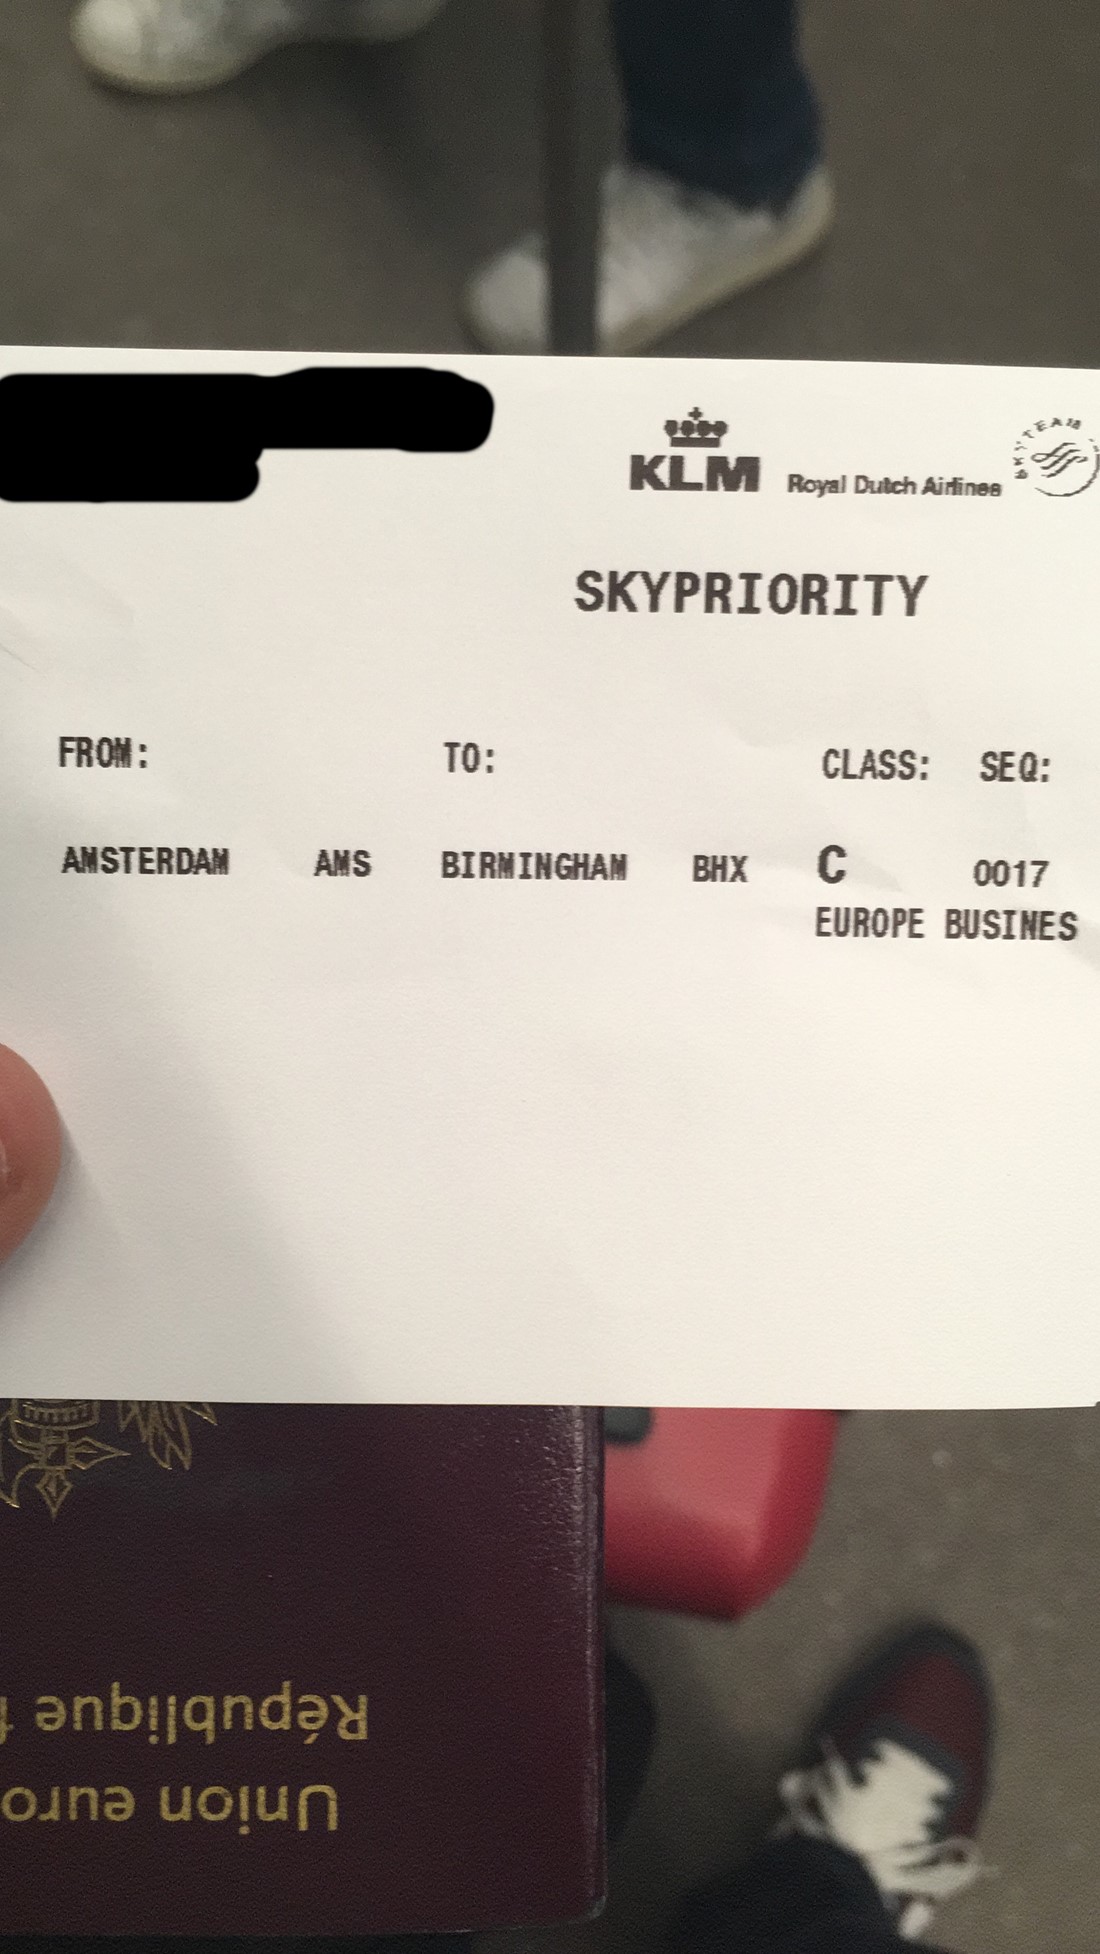 KLM Royal Dutch Airlines
SKYTEAM
SKYPRIORITY
FROM: TO: CLASS: SEQ:
AMSTERDAM AMS BIRMINGHAM BHX C 0017
EUROPE BUSINES
Union euro
République f